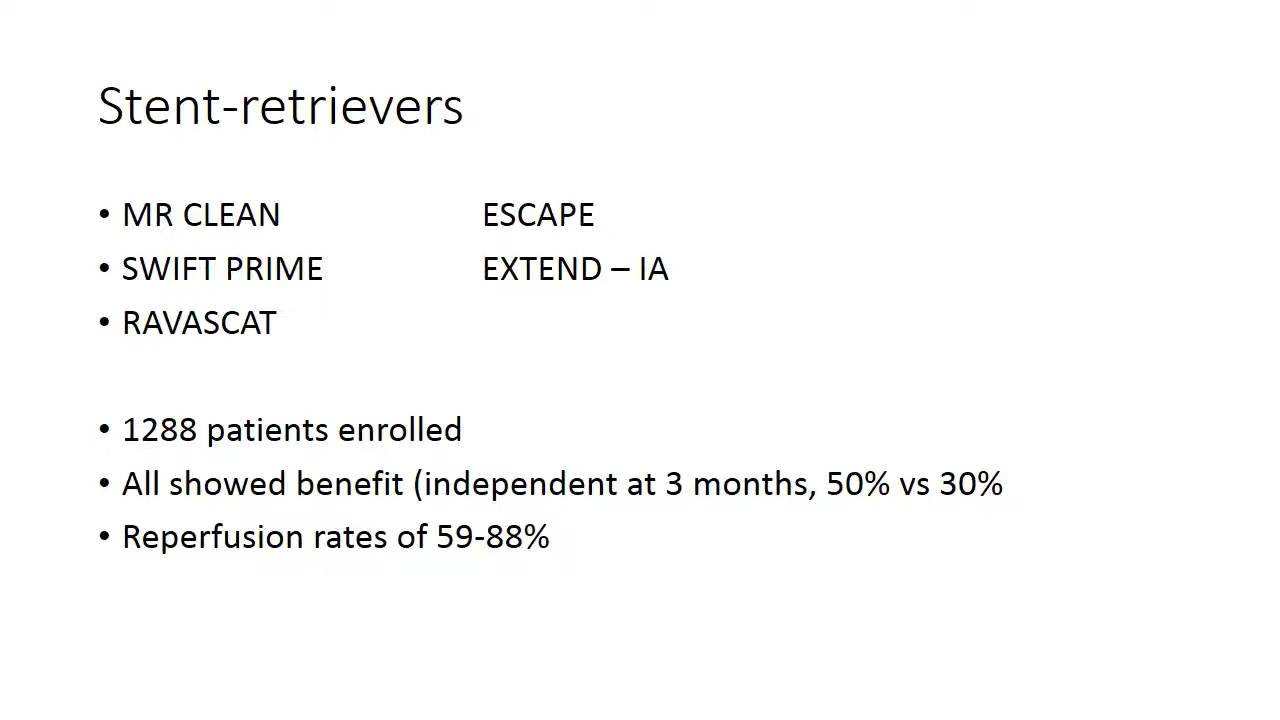 Stent-retrievers
• MR CLEAN ESCAPE
• SWIFT PRIME EXTEND – IA
• RAVASCAT
• 1288 patients enrolled
• All showed benefit (independent at 3 months, 50% vs 30%
• Reperfusion rates of 59-88%